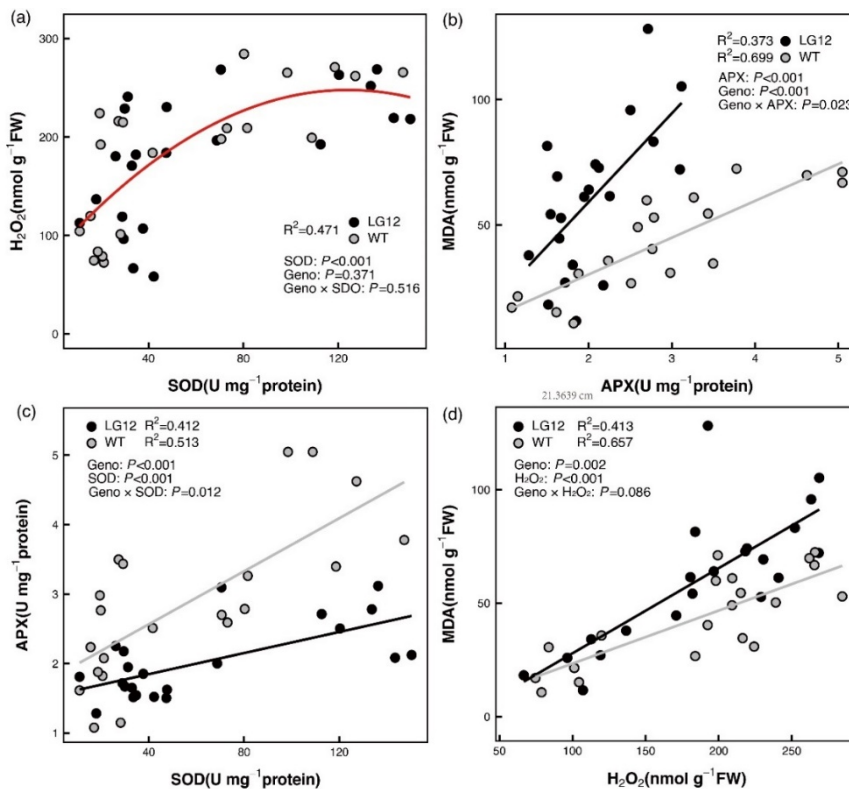 (a)
300
200
100
0
H₂O₂(nmol g⁻¹FW)
R²=0.471
LG12
WT
SOD: P<0.001
Geno: P=0.371
Geno × SDO: P=0.516
40
80
120
SOD(U mg⁻¹protein)
(b)
R²=0.373 LG12
R²=0.699 WT
APX: P<0.001
Geno: P<0.001
Geno × APX: P=0.023
100
50
MDA(nmol g⁻¹FW)
1
2
3
4
5
APX(U mg⁻¹protein)
21.3639 cm
(c)
LG12 R²=0.412
WT R²=0.513
Geno: P<0.001
SOD: P<0.001
Geno × SOD: P=0.012
5
4
3
2
1
APX(U mg⁻¹protein)
40
80
120
SOD(U mg⁻¹protein)
(d)
LG12 R²=0.413
WT R²=0.657
Geno: P=0.002
H₂O₂: P<0.001
Geno × H₂O₂: P=0.086
100
50
0
MDA(nmol g⁻¹FW)
50
100
150
200
250
H₂O₂(nmol g⁻¹FW)